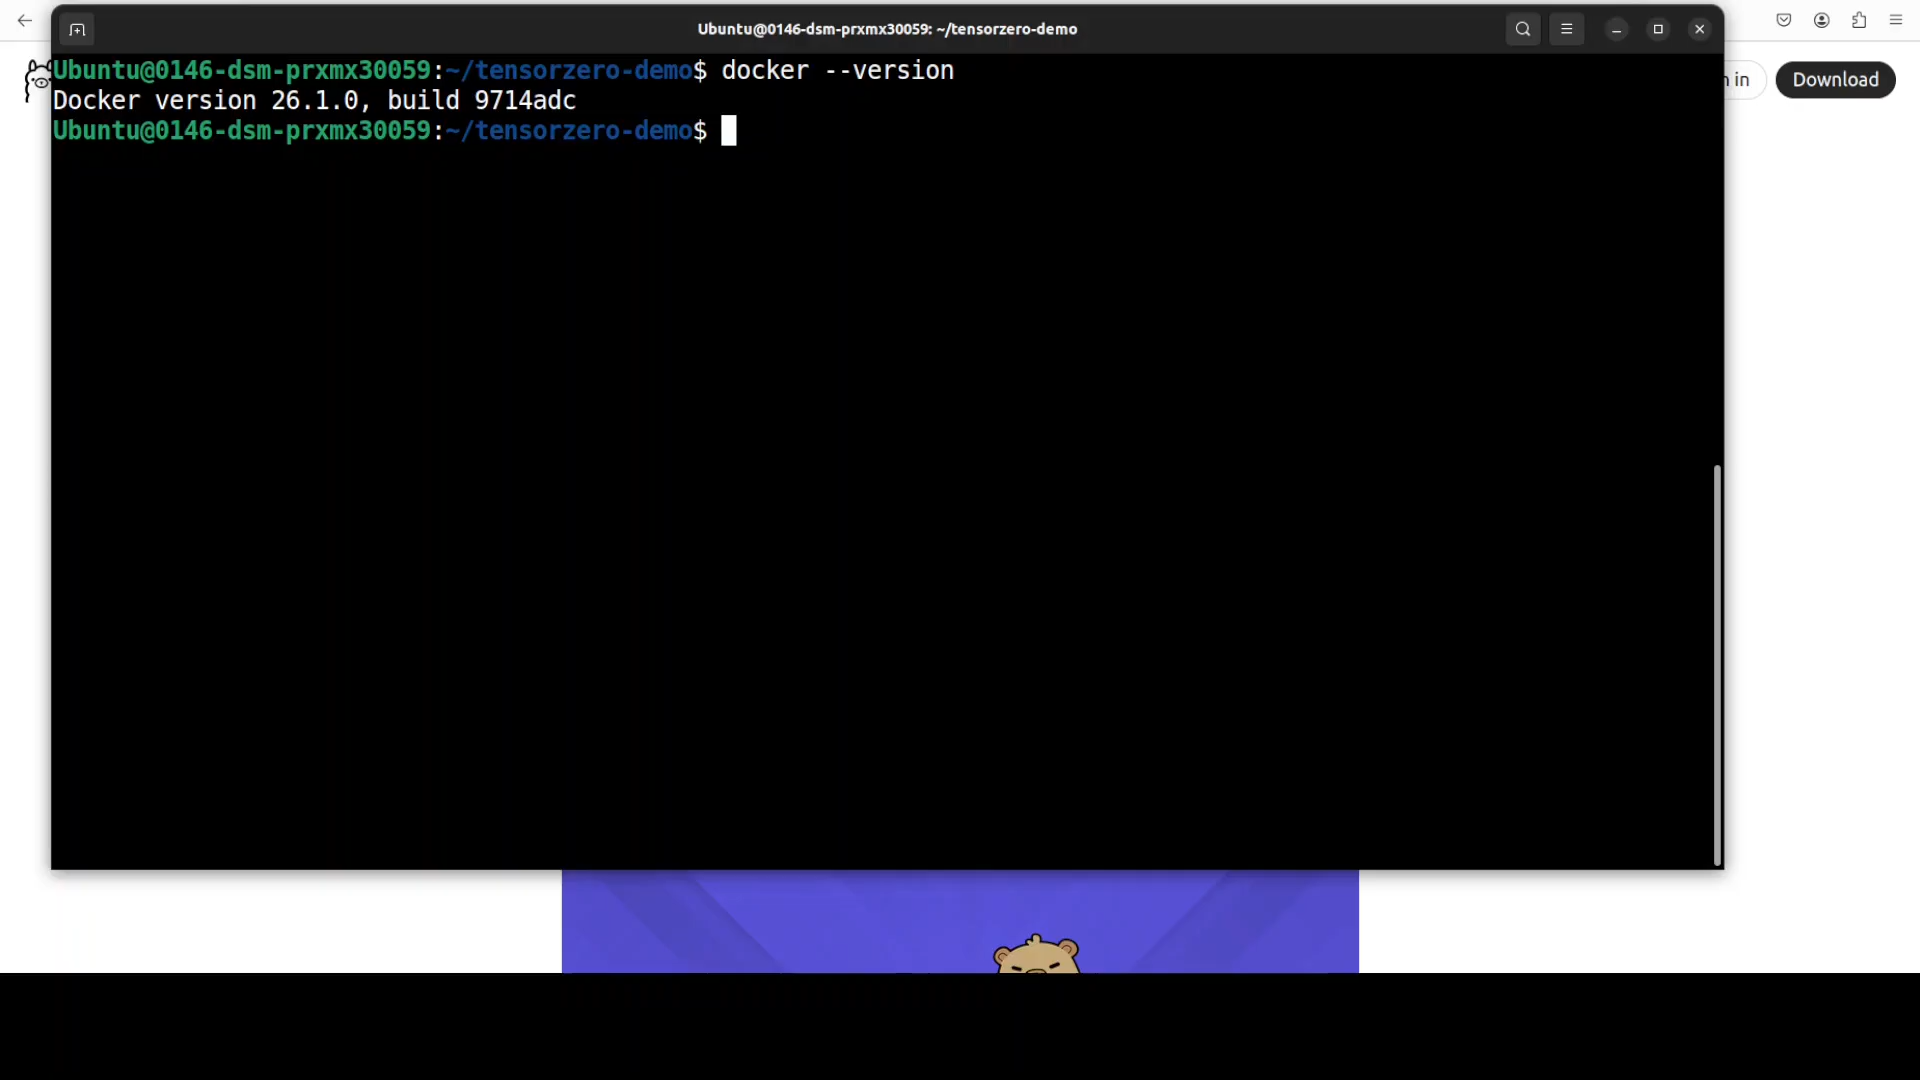 Ubuntu@0146-dsm-prxmx30059: ~/tensorzero-demo
Ubuntu@0146-dsm-prxmx30059:~/tensorzero-demo$ docker --version
Docker version 26.1.0, build 9714adc
Ubuntu@0146-dsm-prxmx30059:~/tensorzero-demo$
in
Download